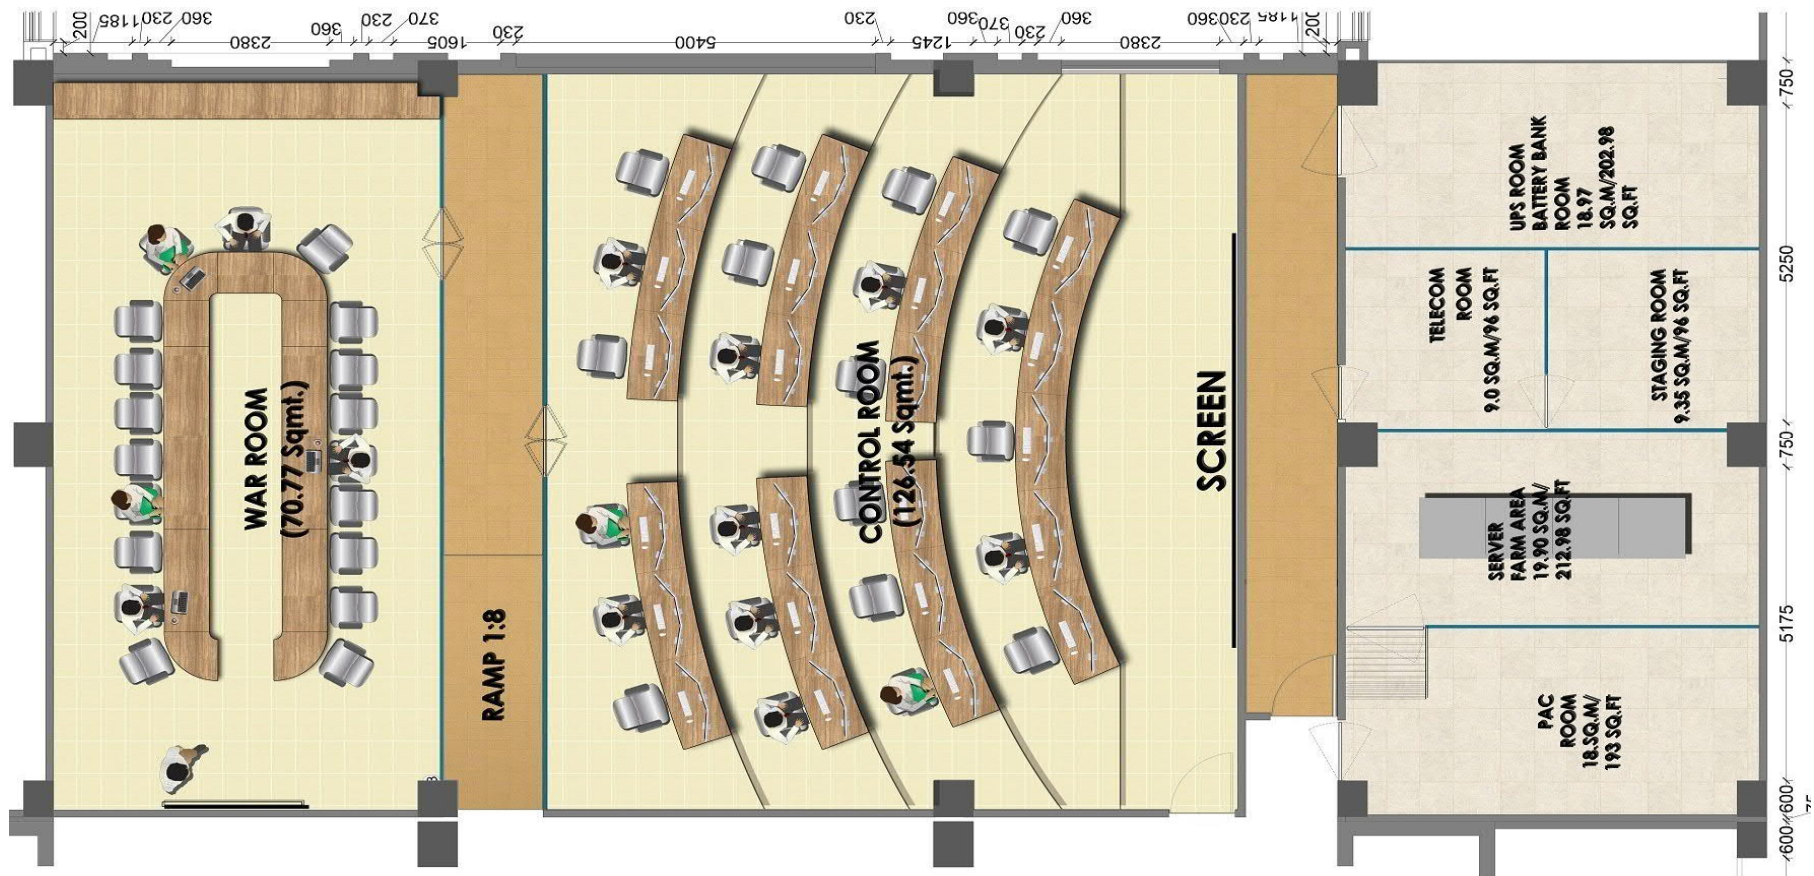 200
1185
230
360
2380
360
230
370
1605
230
5400
230
1245
360
370
230
360
2380
360
230
1185
200
WAR ROOM
(70.77 Sqmt.)
RAMP 1:8
CONTROL ROOM
(126.54 Sqmt.)
SCREEN
UPS ROOM
BATTERY BANK
ROOM
18.97
SQ.M/202.98
SQ.FT
TELECOM
ROOM
9.0 SQ.M/96 SQ.FT
STAGING ROOM
9.35 SQ.M/96 SQ.FT
SERVER
FARM AREA
19.90 SQ.M/
212.98 SQ.FT
PAC
ROOM
18.SQ.M/
193 SQ.FT
750
5250
750
5175
600
600
75